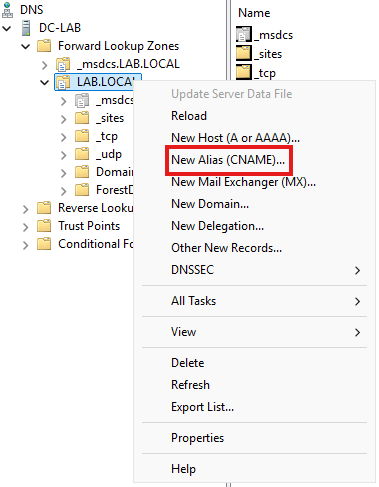 DNS
DC-LAB
Forward Lookup Zones
_msdcs.LAB.LOCAL
LAB.LOCAL
_msdcs
_sites
_tcp
_udp
Domain
ForestD
Reverse Looku
Trust Points
Conditional Fo
Name
_msdcs
_sites
_tcp
Update Server Data File
Reload
New Host (A or AAAA)...
New Alias (CNAME)...
New Mail Exchanger (MX)...
New Domain...
New Delegation...
Other New Records...
DNSSEC
All Tasks
View
Delete
Refresh
Export List...
Properties
Help